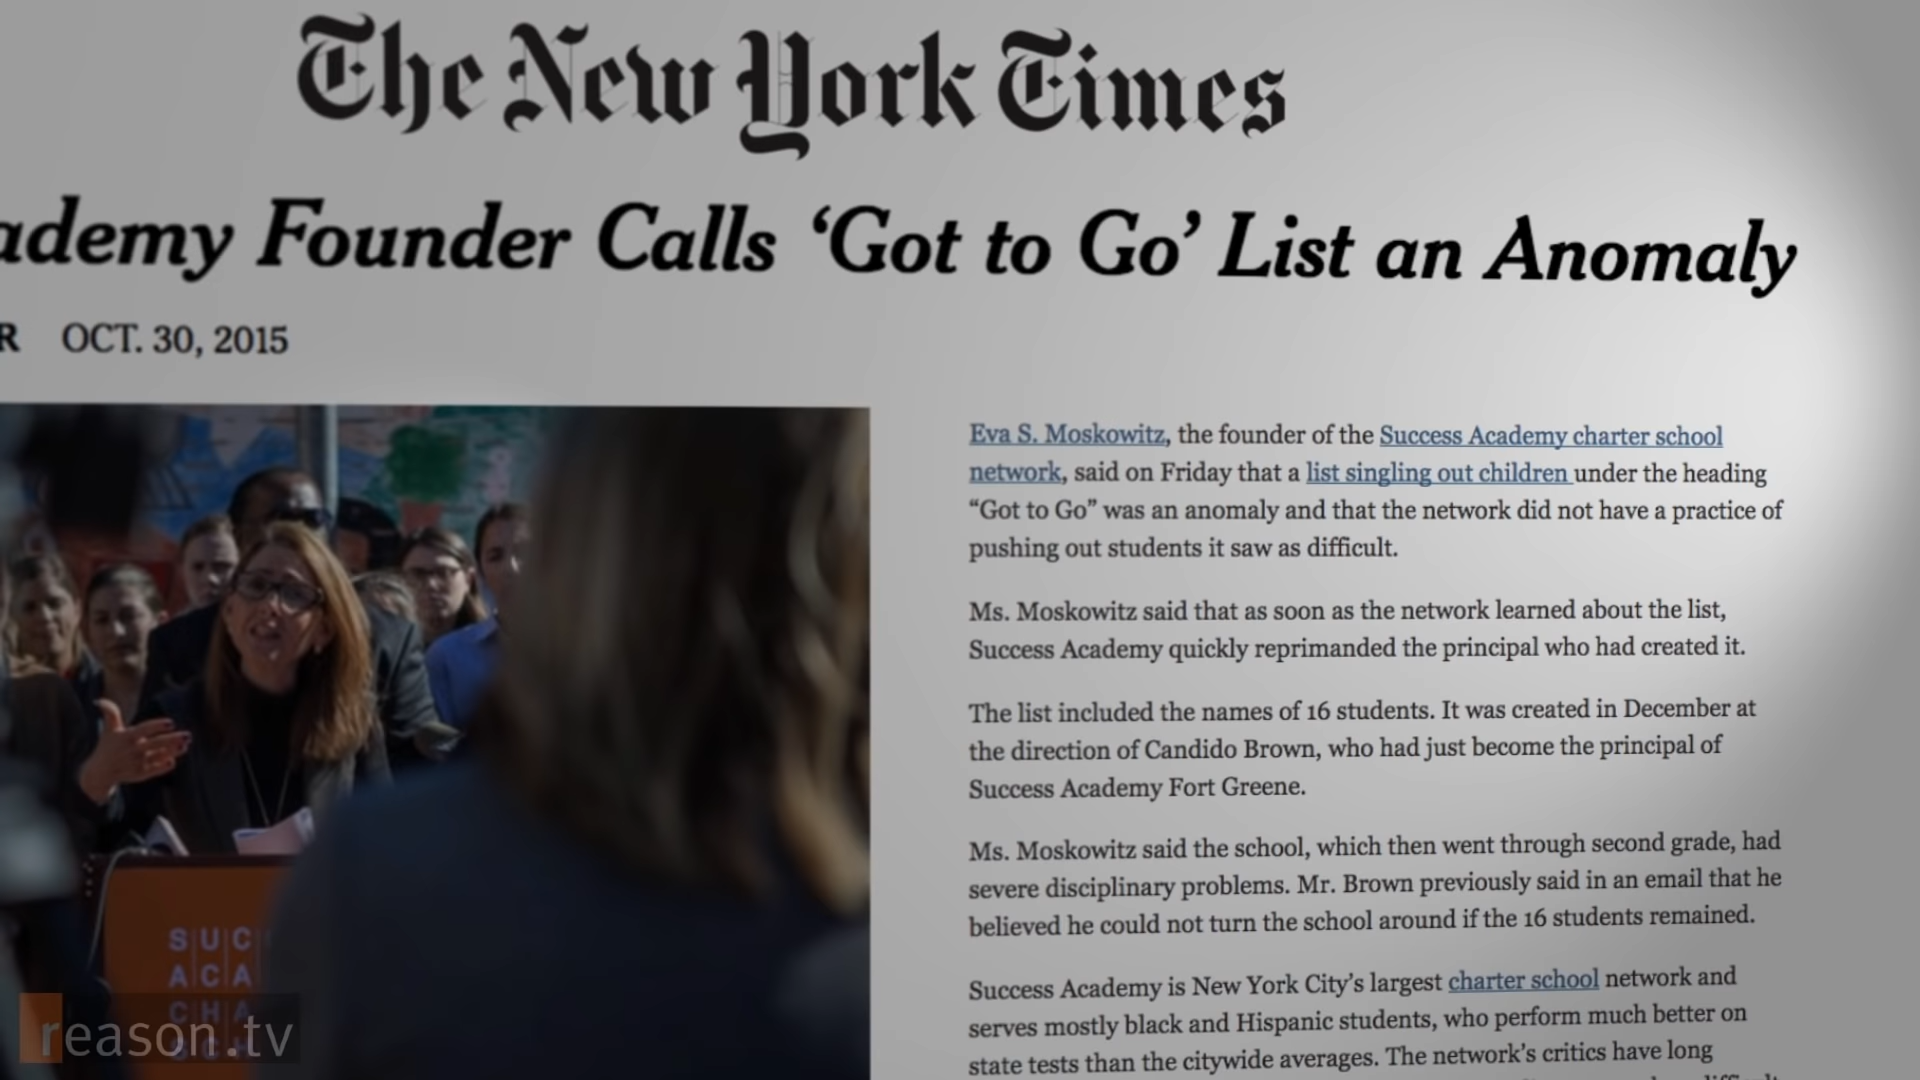 The New York Times
ademy Founder Calls ‘Got to Go’ List an Anomaly
R OCT. 30, 2015
Eva S. Moskowitz, the founder of the Success Academy charter school
network, said on Friday that a list singling out children under the heading
“Got to Go” was an anomaly and that the network did not have a practice of
pushing out students it saw as difficult.
Ms. Moskowitz said that as soon as the network learned about the list,
Success Academy quickly reprimanded the principal who had created it.
The list included the names of 16 students. It was created in December at
the direction of Candido Brown, who had just become the principal of
Success Academy Fort Greene.
Ms. Moskowitz said the school, which then went through second grade, had
severe disciplinary problems. Mr. Brown previously said in an email that he
believed he could not turn the school around if the 16 students remained.
Success Academy is New York City’s largest charter school network and
serves mostly black and Hispanic students, who perform much better on
state tests than the citywide averages. The network’s critics have long
SUC
ACA
CHA
reason.tv